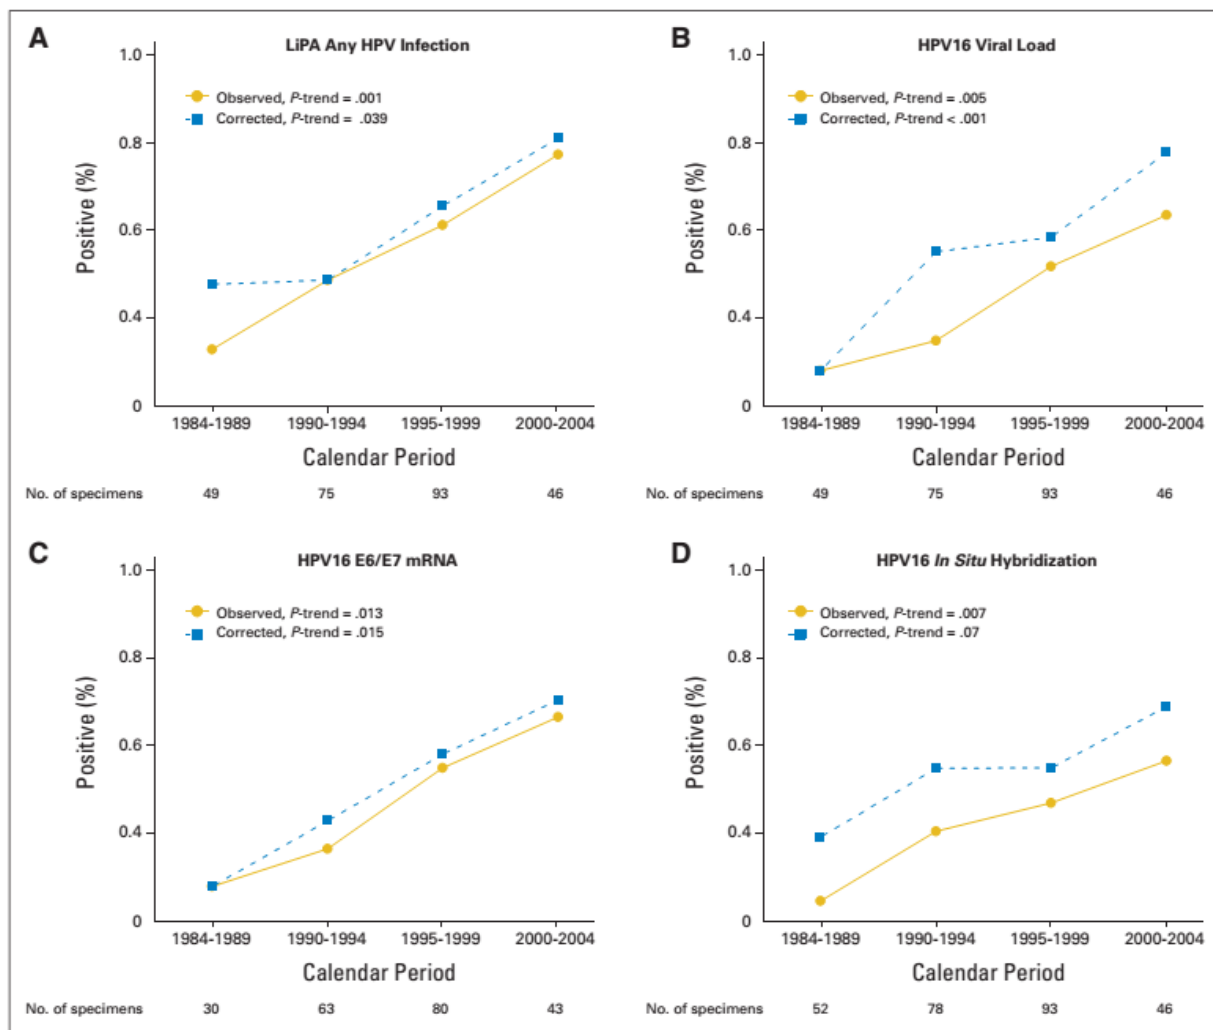 A
LiPA Any HPV Infection
Observed, P-trend = .001
Corrected, P-trend = .039
Positive (%)
1.0
0.8
0.6
0.4
0
1984-1989 1990-1994 1995-1999 2000-2004
Calendar Period
No. of specimens 49 75 93 46
B
HPV16 Viral Load
Observed, P-trend = .005
Corrected, P-trend < .001
Positive (%)
1.0
0.8
0.6
0.4
0
1984-1989 1990-1994 1995-1999 2000-2004
Calendar Period
No. of specimens 49 75 93 46
C
HPV16 E6/E7 mRNA
Observed, P-trend = .013
Corrected, P-trend = .015
Positive (%)
1.0
0.8
0.6
0.4
0
1984-1989 1990-1994 1995-1999 2000-2004
Calendar Period
No. of specimens 30 63 80 43
D
HPV16 In Situ Hybridization
Observed, P-trend = .007
Corrected, P-trend = .07
Positive (%)
1.0
0.8
0.6
0.4
0
1984-1989 1990-1994 1995-1999 2000-2004
Calendar Period
No. of specimens 52 78 93 46